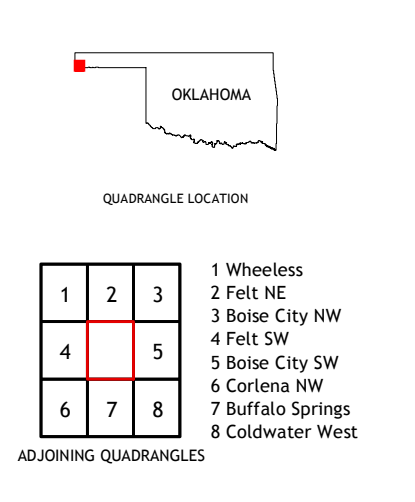 OKLAHOMA
QUADRANGLE LOCATION
1 2 3
4 5
6 7 8
1 Wheeless
2 Felt NE
3 Boise City NW
4 Felt SW
5 Boise City SW
6 Corlena NW
7 Buffalo Springs
8 Coldwater West
ADJOINING QUADRANGLES